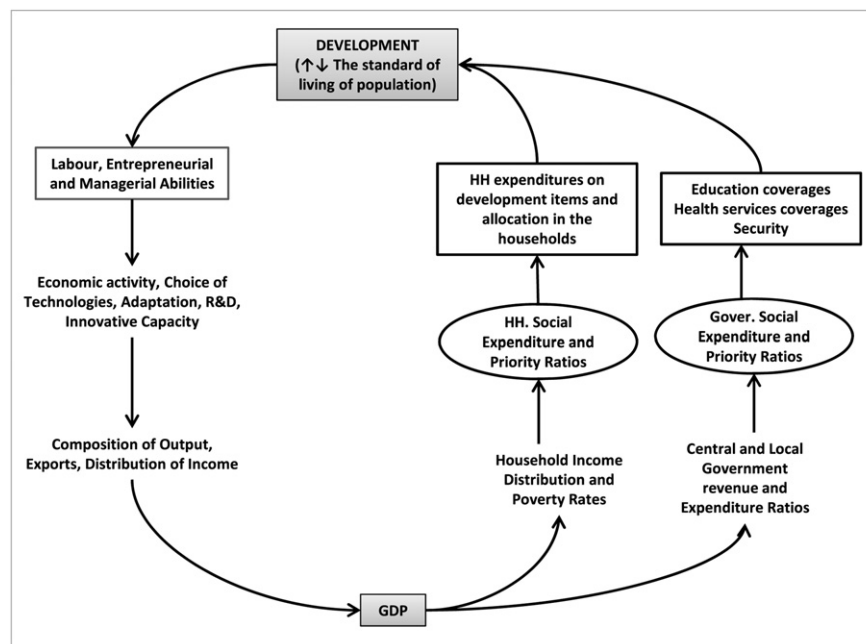 DEVELOPMENT
(↑↓ The standard of
living of population)
Labour, Entrepreneurial
and Managerial Abilities
Economic activity, Choice of
Technologies, Adaptation, R&D,
Innovative Capacity
Composition of Output,
Exports, Distribution of Income
GDP
HH expenditures on
development items and
allocation in the
households
HH. Social
Expenditure and
Priority Ratios
Household Income
Distribution and
Poverty Rates
Education coverages
Health services coverages
Security
Gover. Social
Expenditure and
Priority Ratios
Central and Local
Government
revenue and
Expenditure Ratios